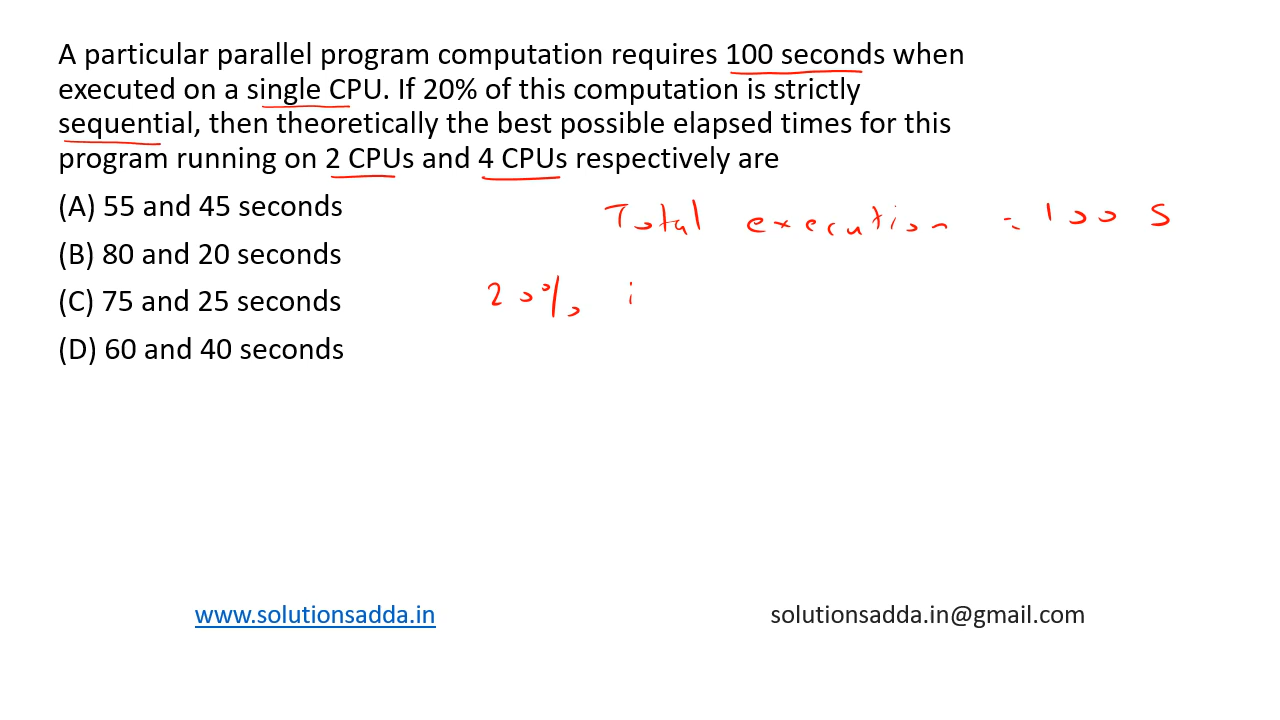 A particular parallel program computation requires 100 seconds when
executed on a single CPU. If 20% of this computation is strictly
sequential, then theoretically the best possible elapsed times for this
program running on 2 CPUs and 4 CPUs respectively are
(A) 55 and 45 seconds
(B) 80 and 20 seconds
(C) 75 and 25 seconds
(D) 60 and 40 seconds
Total execution = 100 S
20% i
www.solutionsadda.in
solutionsadda.in@gmail.com